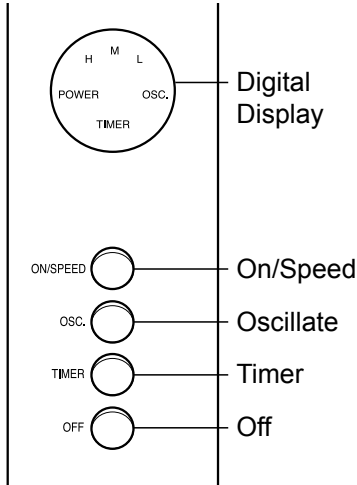 M
H L
POWER OSC.
TIMER
Digital
Display
ON/SPEED On/Speed
OSC. Oscillate
TIMER Timer
OFF Off